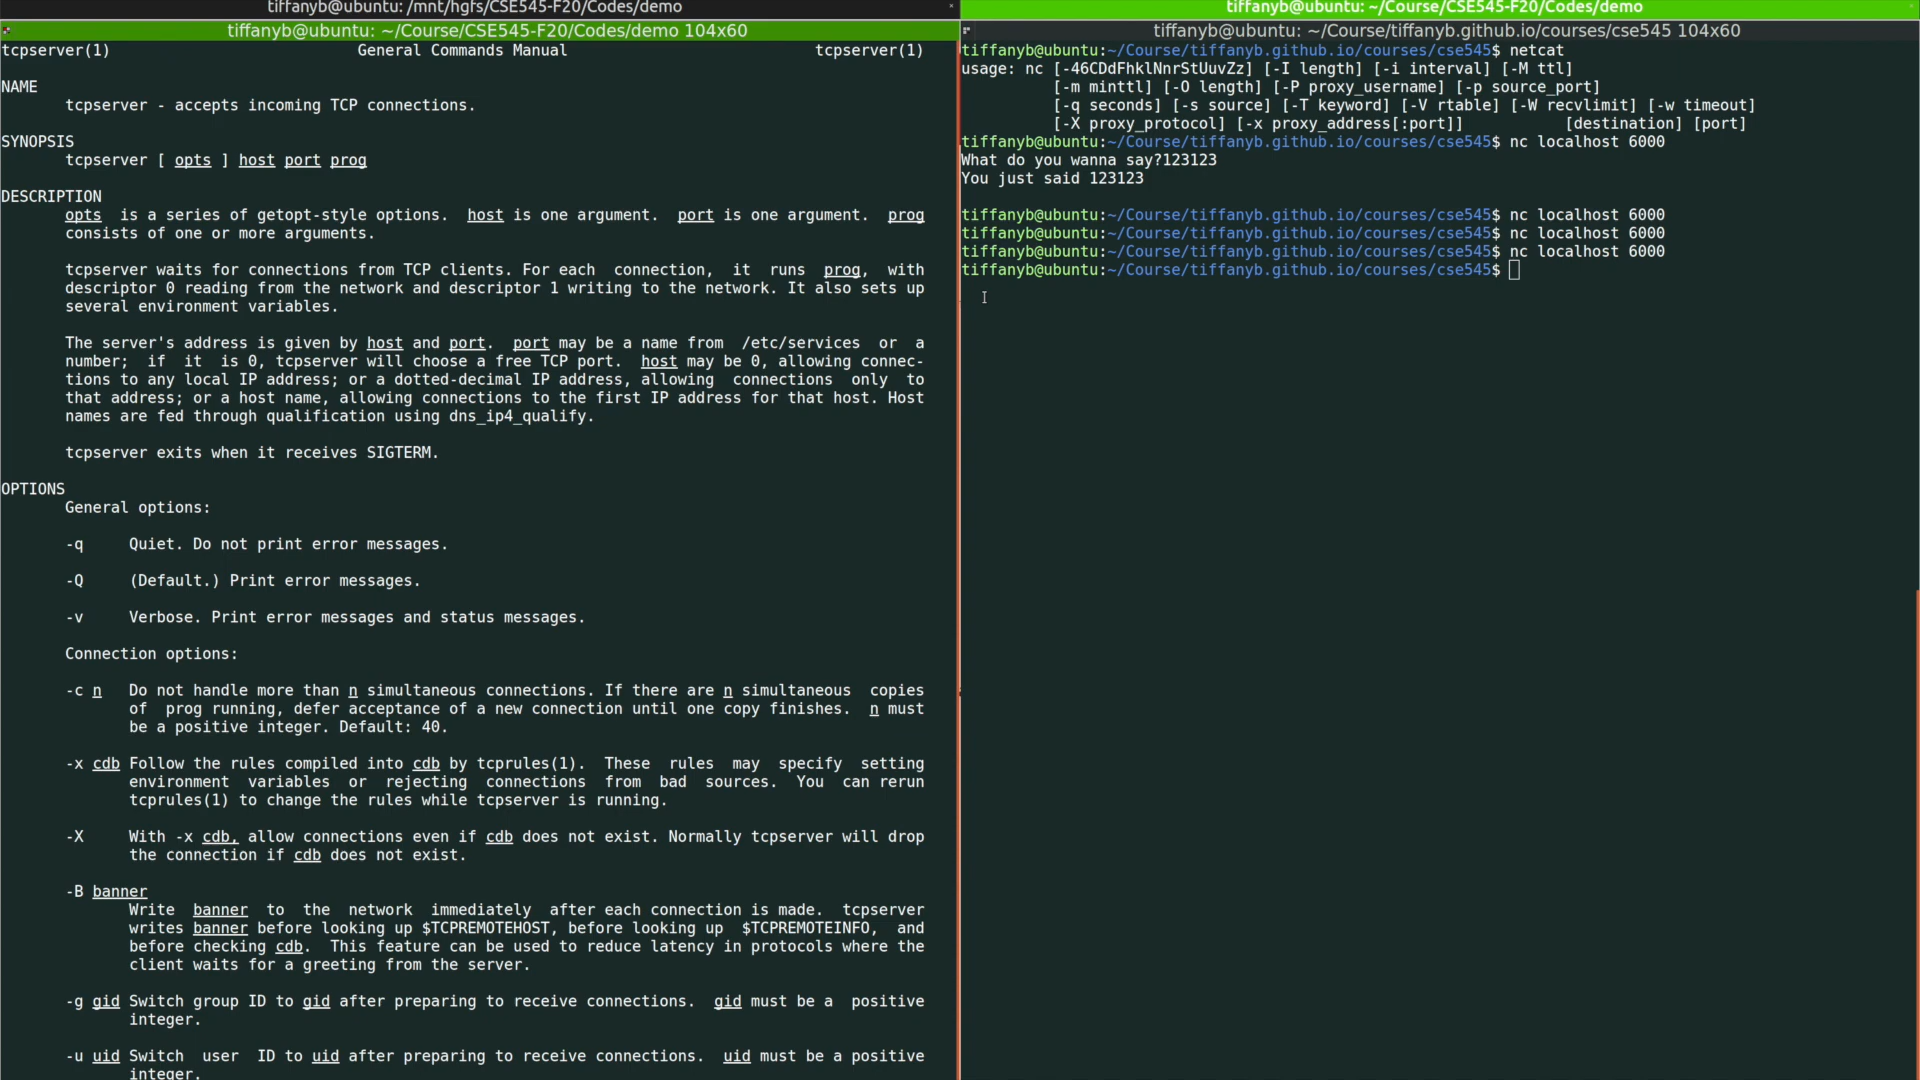 tiffanyb@ubuntu: /mnt/hgfs/CSE545-F20/Codes/demo
tiffanyb@ubuntu: ~/Course/CSE545-F20/Codes/demo 104x60
tcpserver(1) General Commands Manual tcpserver(1)
NAME
tcpserver - accepts incoming TCP connections.
SYNOPSIS
tcpserver [ opts ] host port prog
DESCRIPTION
opts is a series of getopt-style options. host is one argument. port is one argument. prog
consists of one or more arguments.
tcpserver waits for connections from TCP clients. For each connection, it runs prog, with
descriptor 0 reading from the network and descriptor 1 writing to the network. It also sets up
several environment variables.
The server's address is given by host and port. port may be a name from /etc/services or a
number; if it is 0, tcpserver will choose a free TCP port. host may be 0, allowing connec-
tions to any local IP address; or a dotted-decimal IP address, allowing connections only to
that address; or a host name, allowing connections to the first IP address for that host. Host
names are fed through qualification using dns_ip4_qualify.
tcpserver exits when it receives SIGTERM.
OPTIONS
General options:
-q Quiet. Do not print error messages.
-Q (Default.) Print error messages.
-v Verbose. Print error messages and status messages.
Connection options:
-c n Do not handle more than n simultaneous connections. If there are n simultaneous copies
of prog running, defer acceptance of a new connection until one copy finishes. n must
be a positive integer. Default: 40.
-x cdb Follow the rules compiled into cdb by tcprules(1). These rules may specify setting
environment variables or rejecting connections from bad sources. You can rerun
tcprules(1) to change the rules while tcpserver is running.
-X With -x cdb, allow connections even if cdb does not exist. Normally tcpserver will drop
the connection if cdb does not exist.
-B banner
Write banner to the network immediately after each connection is made. tcpserver
writes banner before looking up $TCPREMOTEHOST, before looking up $TCPREMOTEINFO, and
before checking cdb. This feature can be used to reduce latency in protocols where the
client waits for a greeting from the server.
-g gid Switch group ID to gid after preparing to receive connections. gid must be a positive
integer.
-u uid Switch user ID to uid after preparing to receive connections. uid must be a positive
integer.
tiffanyb@ubuntu: ~/Course/CSE545-F20/Codes/demo
tiffanyb@ubuntu: ~/Course/tiffanyb.github.io/courses/cse545 104x60
tiffanyb@ubuntu:~/Course/tiffanyb.github.io/courses/cse545$ netcat
usage: nc [-46CDdFhklNnrStUuvZz] [-I length] [-i interval] [-M ttl]
[-m minttl] [-O length] [-P proxy_username] [-p source_port]
[-q seconds] [-s source] [-T keyword] [-V rtable] [-W recvlimit] [-w timeout]
[-X proxy_protocol] [-x proxy_address[:port]] [destination] [port]
tiffanyb@ubuntu:~/Course/tiffanyb.github.io/courses/cse545$ nc localhost 6000
What do you wanna say?123123
You just said 123123
tiffanyb@ubuntu:~/Course/tiffanyb.github.io/courses/cse545$ nc localhost 6000
tiffanyb@ubuntu:~/Course/tiffanyb.github.io/courses/cse545$ nc localhost 6000
tiffanyb@ubuntu:~/Course/tiffanyb.github.io/courses/cse545$ nc localhost 6000
tiffanyb@ubuntu:~/Course/tiffanyb.github.io/courses/cse545$